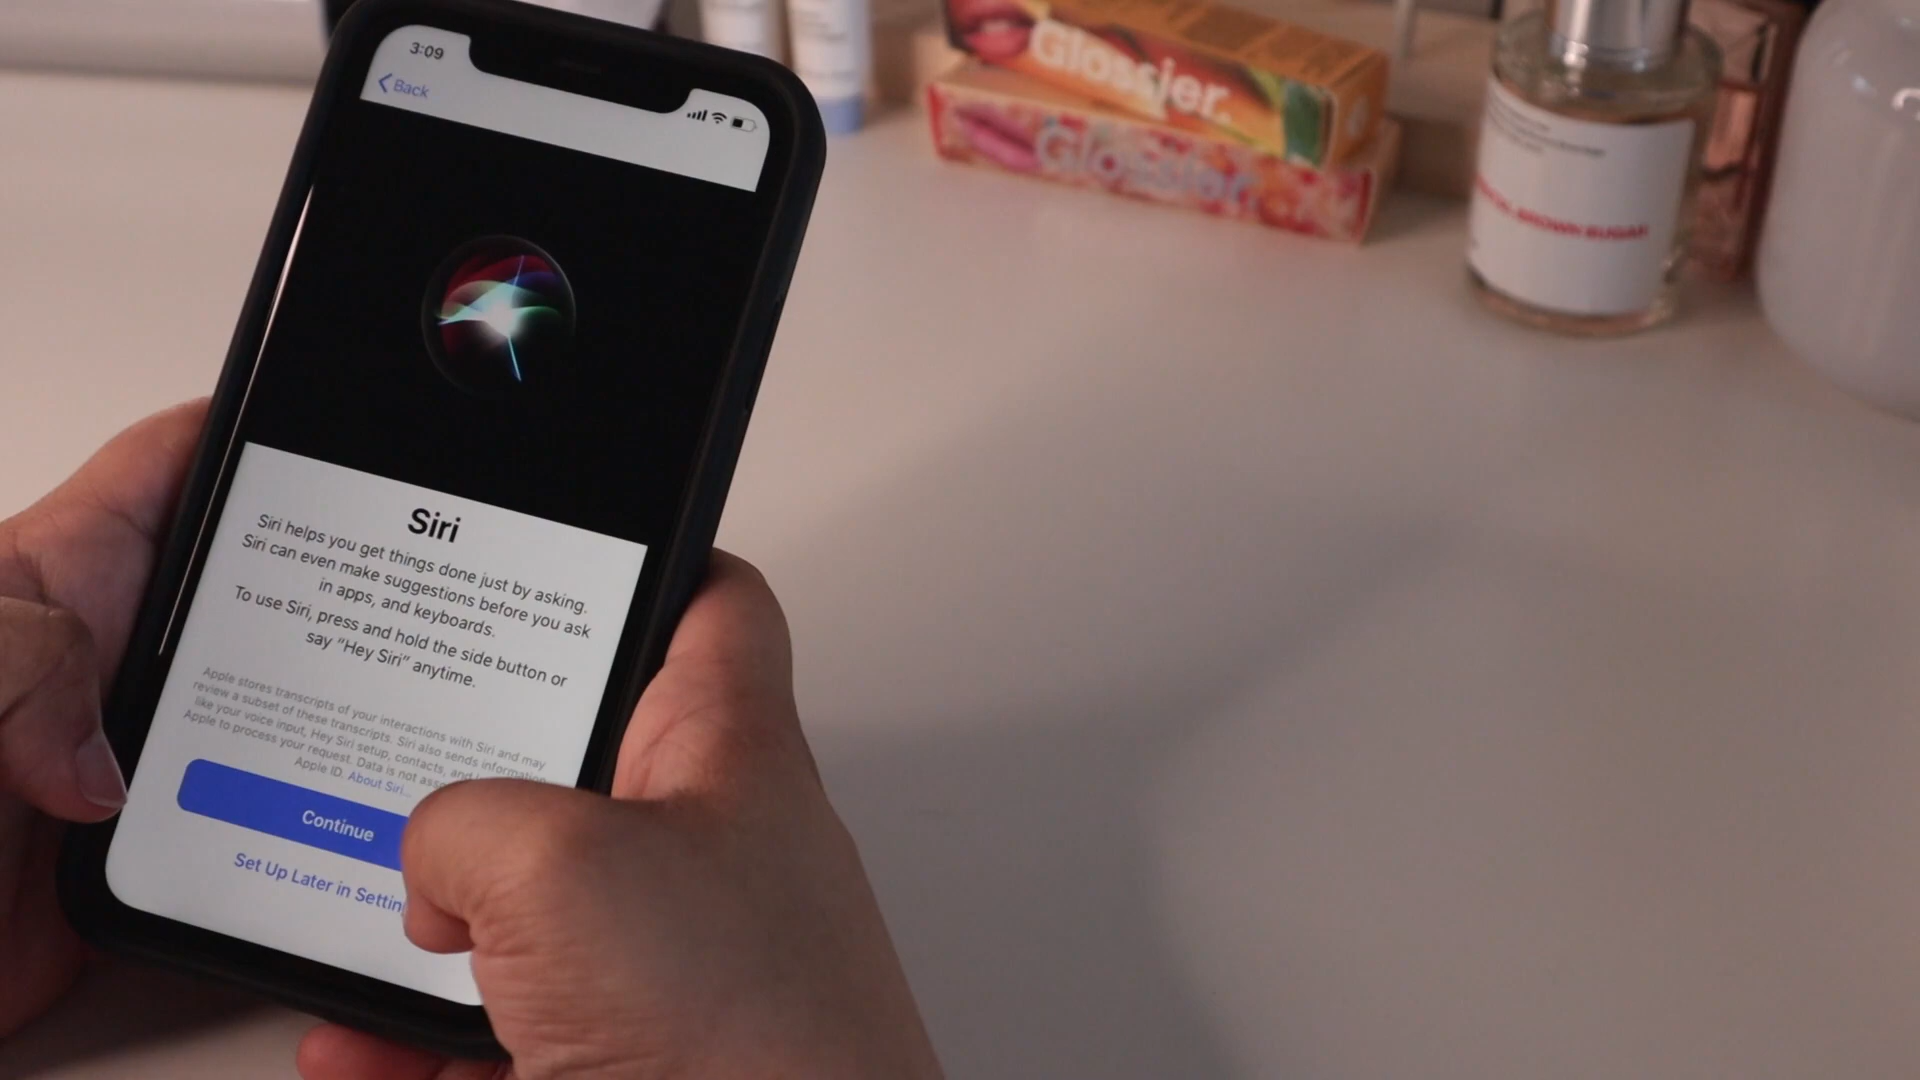 3:09
Back
Siri
Siri helps you get things done just by asking.
Siri can even make suggestions before you ask
in apps, and keyboards.
To use Siri, press and hold the side button or
say “Hey Siri” anytime.
Apple stores transcripts of your interactions with Siri and may
review a subset of these transcripts. Siri also sends information
like your voice input, Hey Siri setup, contacts, and
Apple to process your request. Data is not
Apple ID. About Siri...
Continue
Set Up Later in
Glossier.
Glossier.
BROWN SUGAR